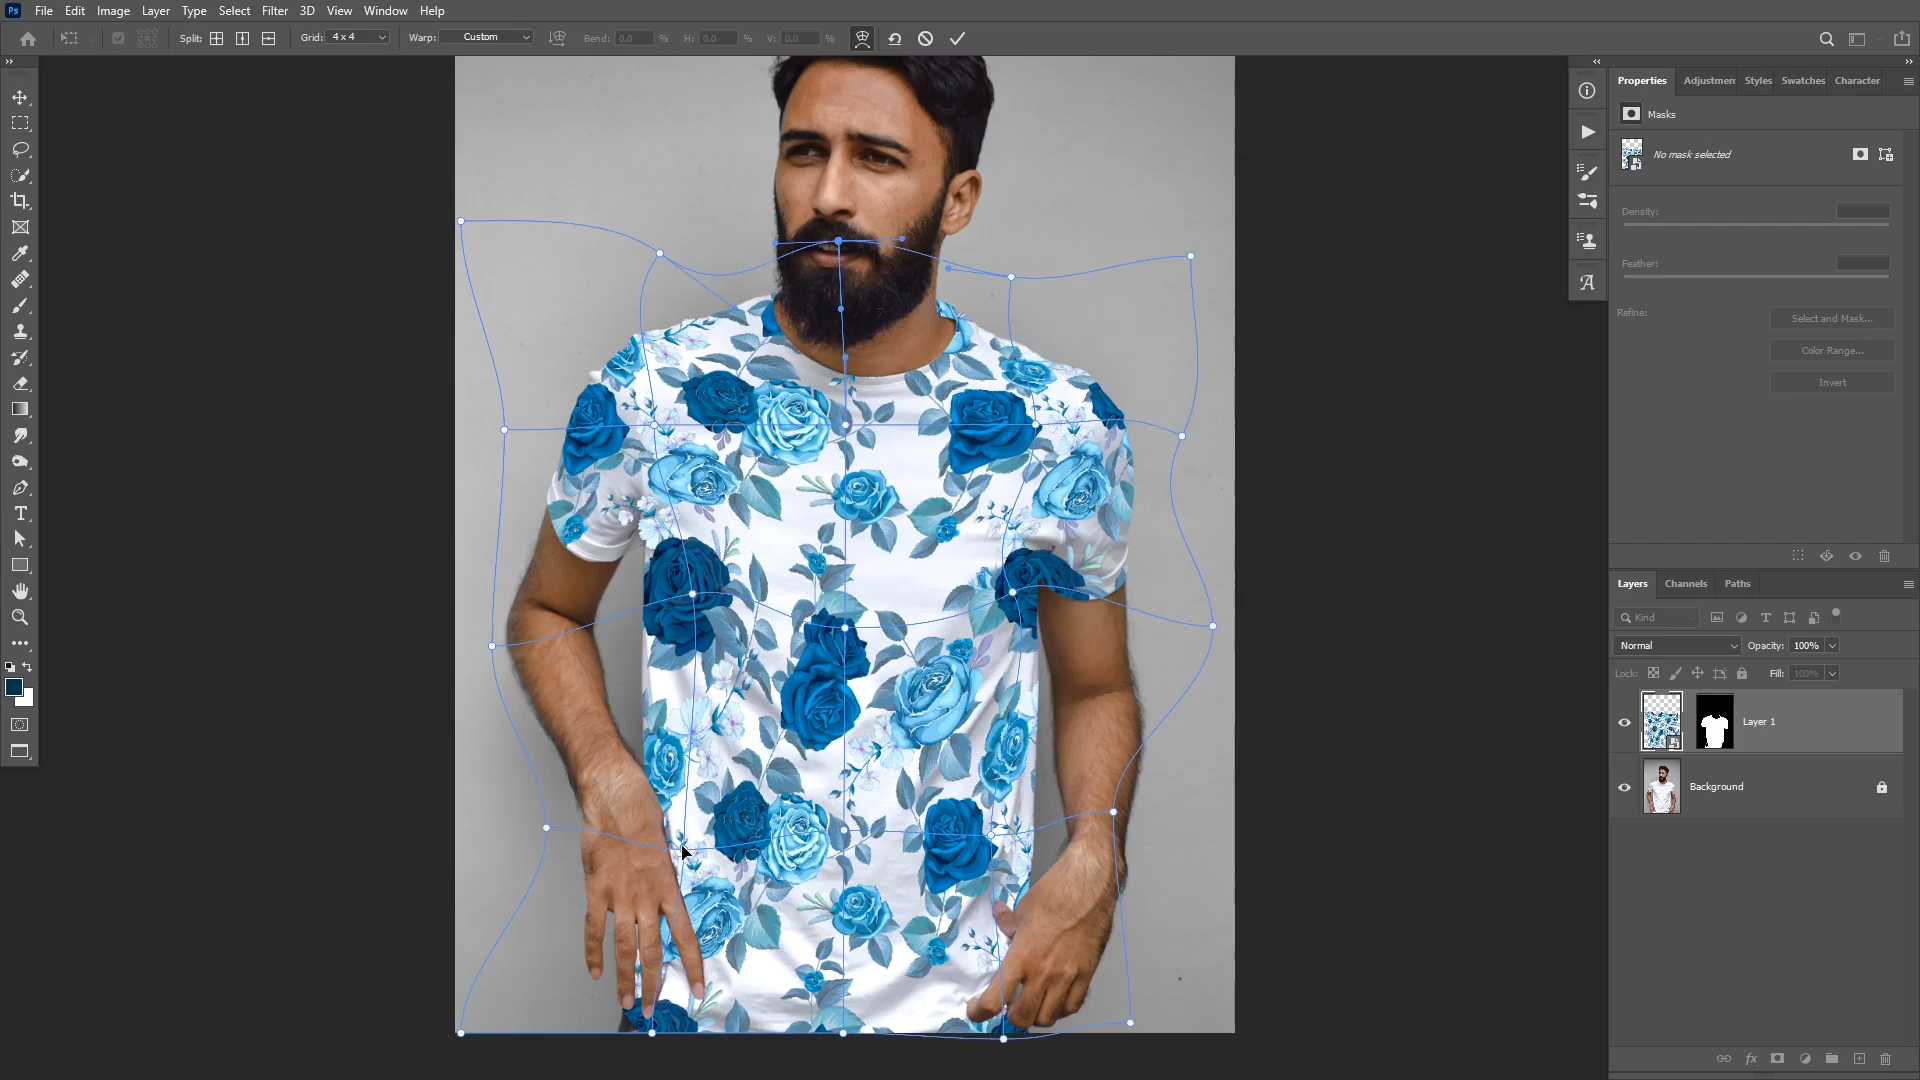 Ps File Edit Image Layer Type Select Filter 3D View Window Help
Split: Grid: 4 x 4 Warp: Custom Bend: 0.0 % H: 0.0 % V: 0.0 %
Properties Adjustmen Styles Swatches Character
Masks
No mask selected
Density:
Feather:
Refine: Select and Mask...
Color Range...
Invert
Layers Channels Paths
Kind
Normal Opacity: 100%
Lock: Fill: 100%
Layer 1
Background
fx